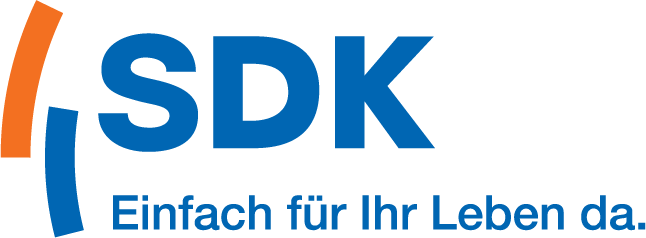 SDK
Einfach für Ihr Leben da.